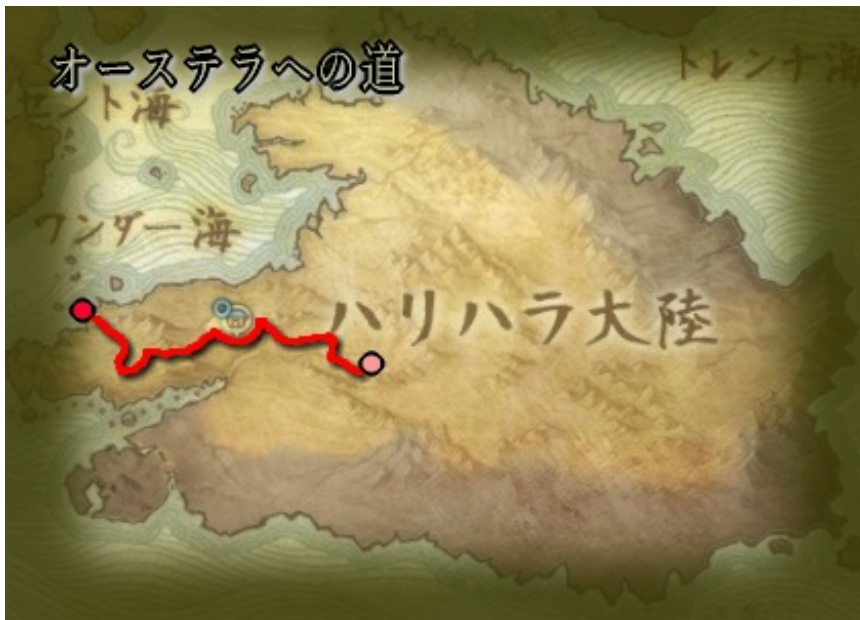 オーステラへの道
トレンナ海
セント海
ワンダー海
ハリハラ大陸